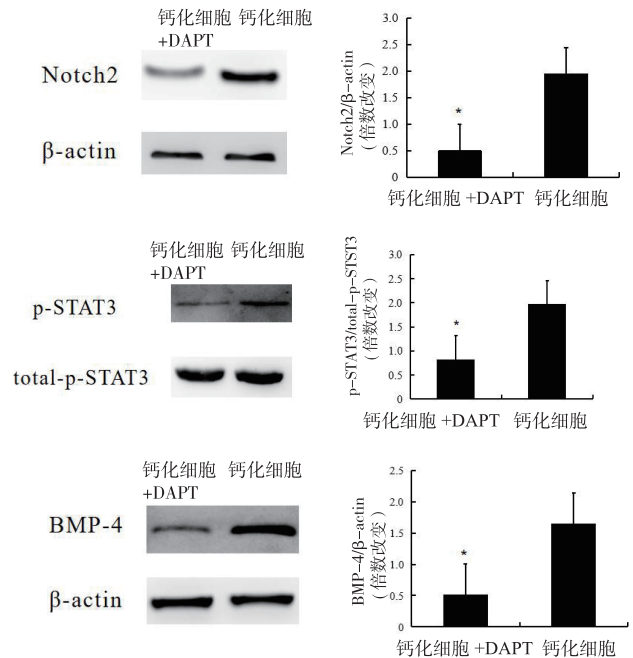 钙化细胞 钙化细胞
+DAPT
Notch2
β-actin
Notch2/β-actin
（倍数改变）
3.0
2.5
2.0
1.5
1.0
0.5
0
*
钙化细胞 +DAPT 钙化细胞
钙化细胞 钙化细胞
+DAPT
p-STAT3
total-p-STAT3
p-STAT3/total-p-STST3
（倍数改变）
3.0
2.5
2.0
1.5
1.0
0.5
0
*
钙化细胞 +DAPT 钙化细胞
钙化细胞 钙化细胞
+DAPT
BMP-4
β-actin
BMP-4/β-actin
（倍数改变）
2.5
2.0
1.5
1.0
0.5
0
*
钙化细胞 +DAPT 钙化细胞